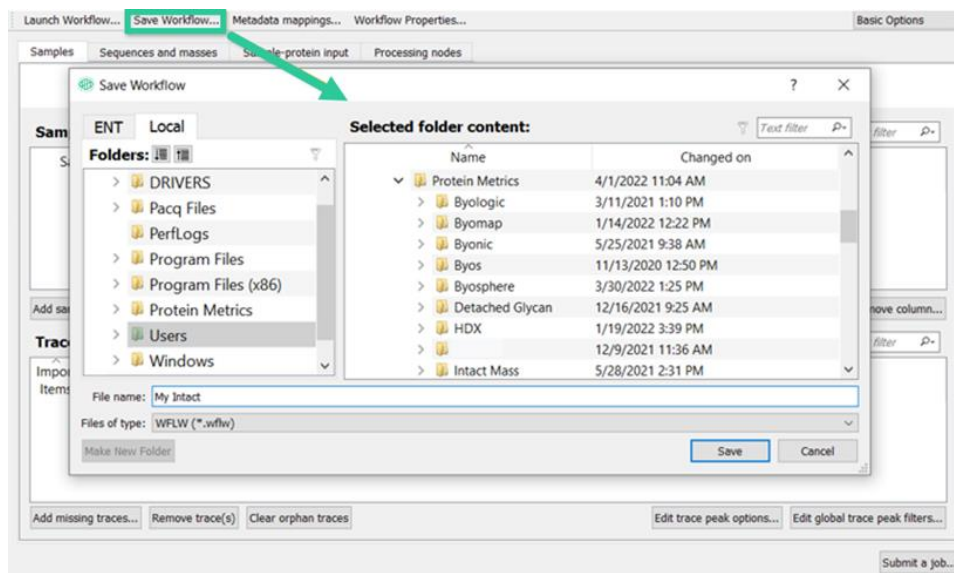 Launch Workflow... Save Workflow... Metadata mappings... Workflow Properties... Basic Options
Samples Sequences and masses Sample-protein input Processing nodes
Save Workflow ? ×
ENT Local
Folders:
DRIVERS
Pacq Files
PerfLogs
Program Files
Program Files (x86)
Protein Metrics
Users
Windows
Selected folder content: Text filter
Name Changed on
Protein Metrics 4/1/2022 11:04 AM
Byologic 3/11/2021 1:10 PM
Byomap 1/14/2022 12:22 PM
Byonic 5/25/2021 9:38 AM
Byos 11/13/2020 12:50 PM
Byosphere 3/30/2022 1:25 PM
Detached Glycan 12/16/2021 9:25 AM
HDX 1/19/2022 3:39 PM
12/9/2021 11:36 AM
Intact Mass 5/28/2021 2:31 PM
File name: My Intact
Files of type: WFLW (*.wflw)
Make New Folder Save Cancel
Sam filter
Add sa move column...
Trac filter
Impo
Items
Add missing traces... Remove trace(s) Clear orphan traces Edit trace peak options... Edit global trace peak filters...
Submit a job...